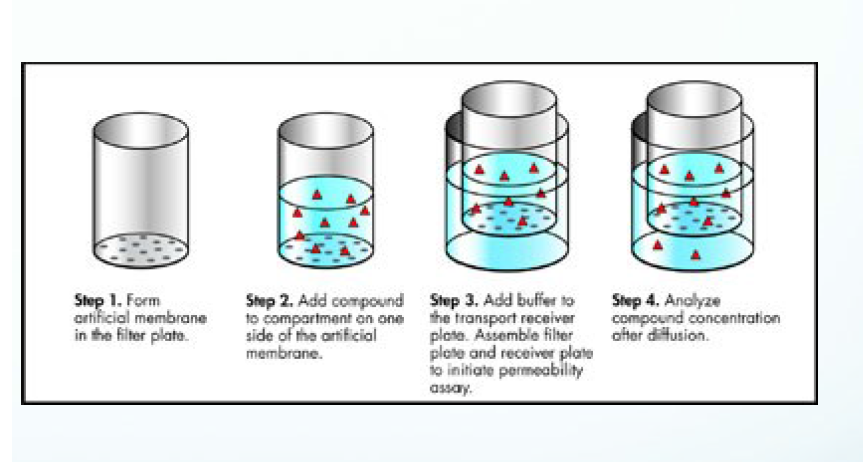 Step 1. Form
artificial membrane
in the filter plate.
Step 2. Add compound
to compartment on one
side of the artificial
membrane.
Step 3. Add buffer to
the transport receiver
plate. Assemble filter
plate and receiver plate
to initiate permeability
assay.
Step 4. Analyze
compound concentration
after diffusion.